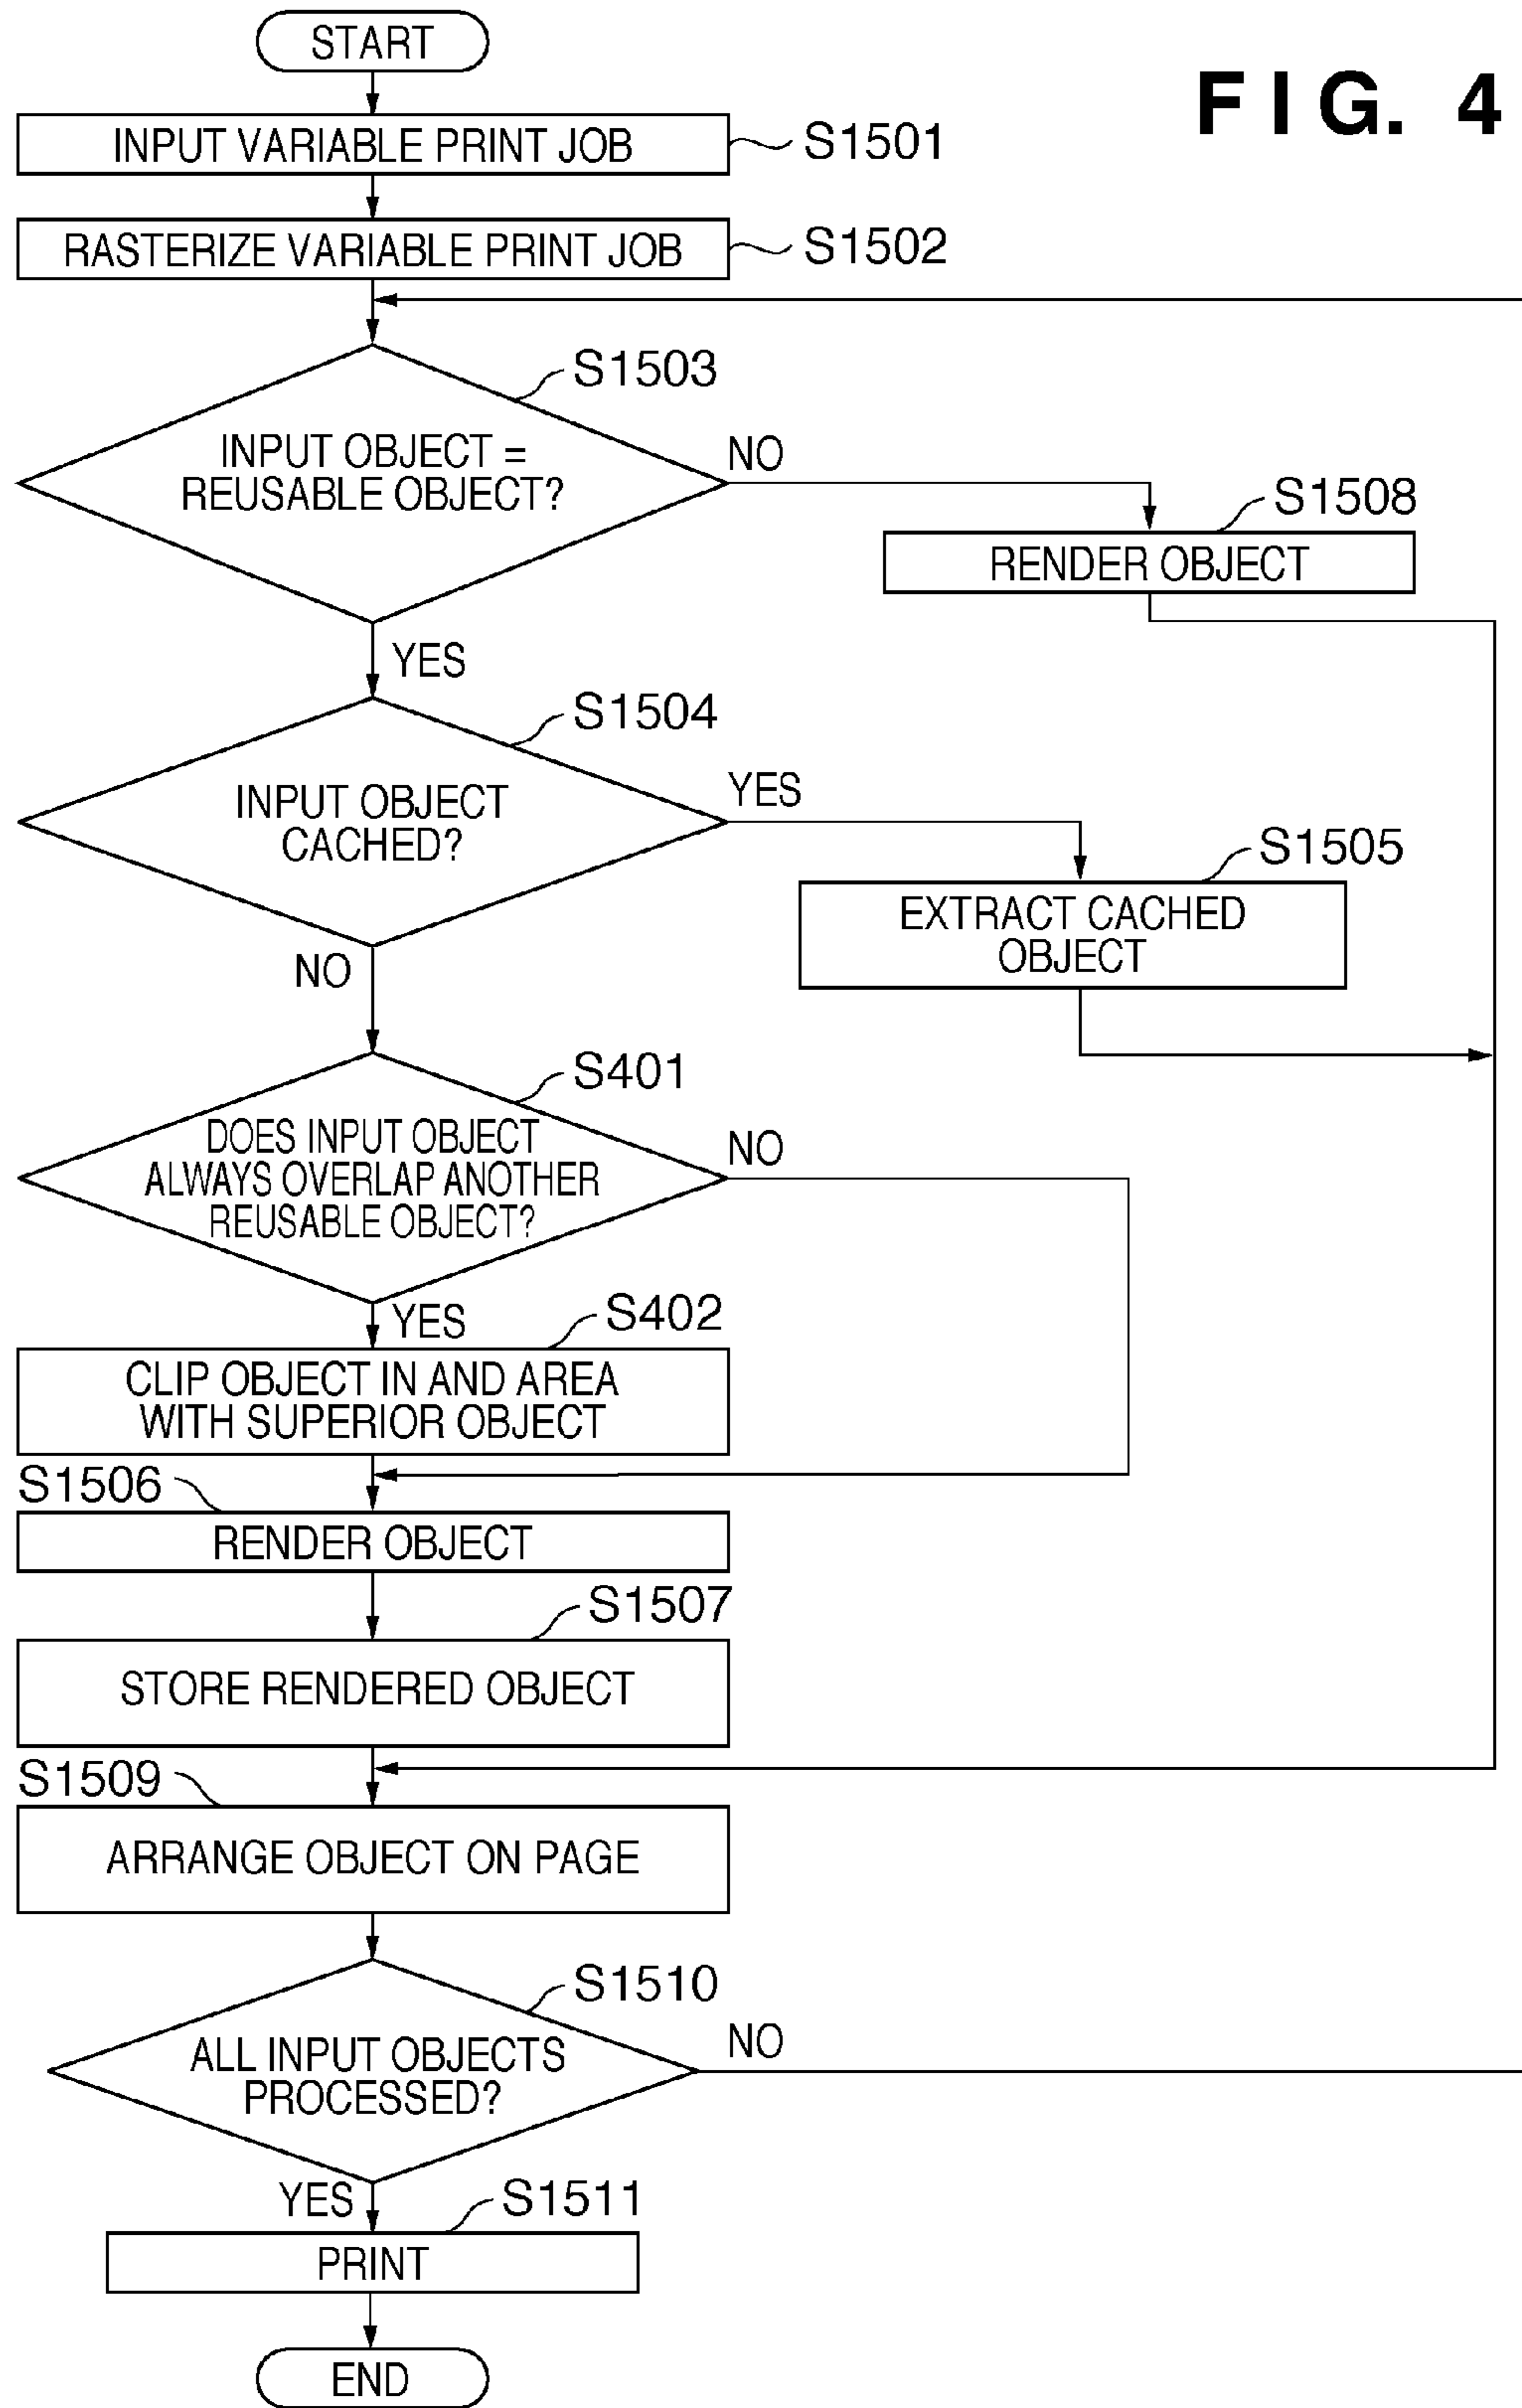 START
FIG. 4
INPUT VARIABLE PRINT JOB
S1501
RASTERIZE VARIABLE PRINT JOB
S1502
S1503
INPUT OBJECT =
REUSABLE OBJECT?
NO
S1508
RENDER OBJECT
YES
S1504
INPUT OBJECT
CACHED?
YES
S1505
EXTRACT CACHED
OBJECT
NO
S401
DOES INPUT OBJECT
ALWAYS OVERLAP ANOTHER
REUSABLE OBJECT?
NO
YES
S402
CLIP OBJECT IN AND AREA
WITH SUPERIOR OBJECT
S1506
RENDER OBJECT
S1507
STORE RENDERED OBJECT
S1509
ARRANGE OBJECT ON PAGE
S1510
ALL INPUT OBJECTS
PROCESSED?
NO
YES
S1511
PRINT
END